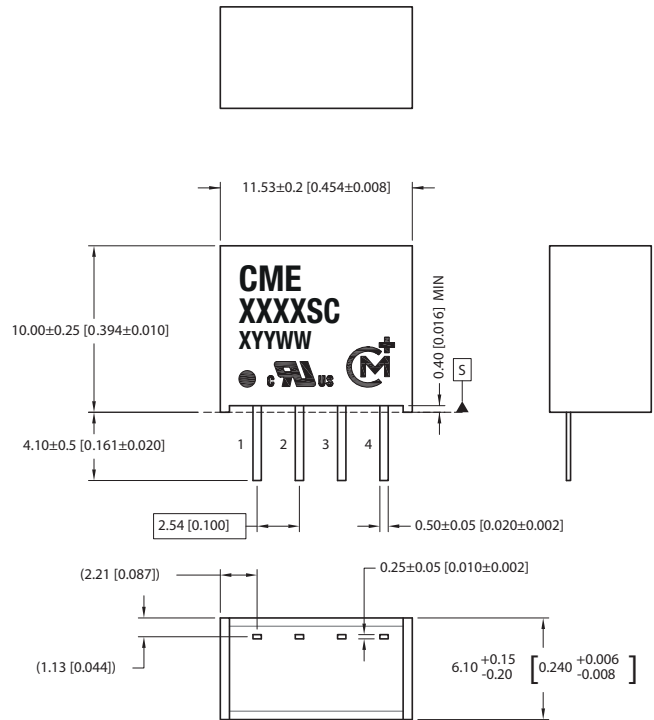 11.53±0.2 [0.454±0.008]
CME
XXXXSC
XYYWW
C RU US
CM+
10.00±0.25 [0.394±0.010]
0.40 [0.016] MIN
S
4.10±0.5 [0.161±0.020]
1 2 3 4
2.54 [0.100]
0.50±0.05 [0.020±0.002]
(2.21 [0.087])
0.25±0.05 [0.010±0.002]
(1.13 [0.044])
6.10 +0.15 -0.20 [0.240 +0.006 -0.008]